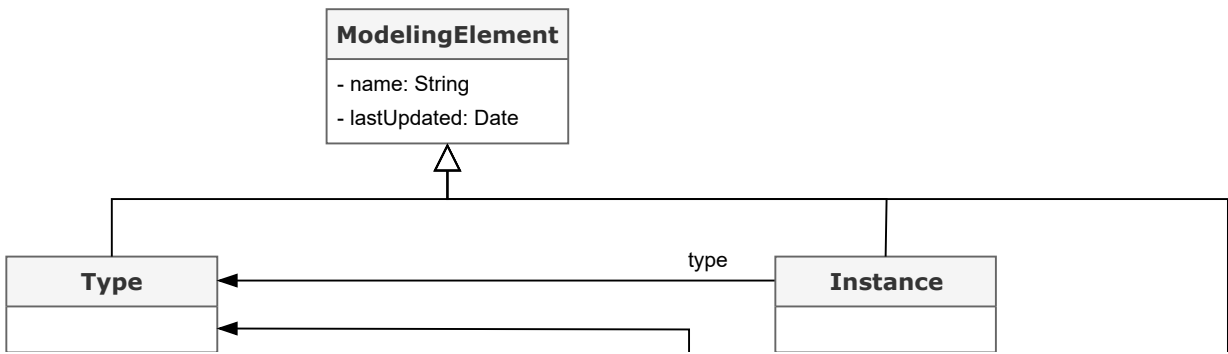 ModelingElement
- name: String
- lastUpdated: Date
type
Type
Instance